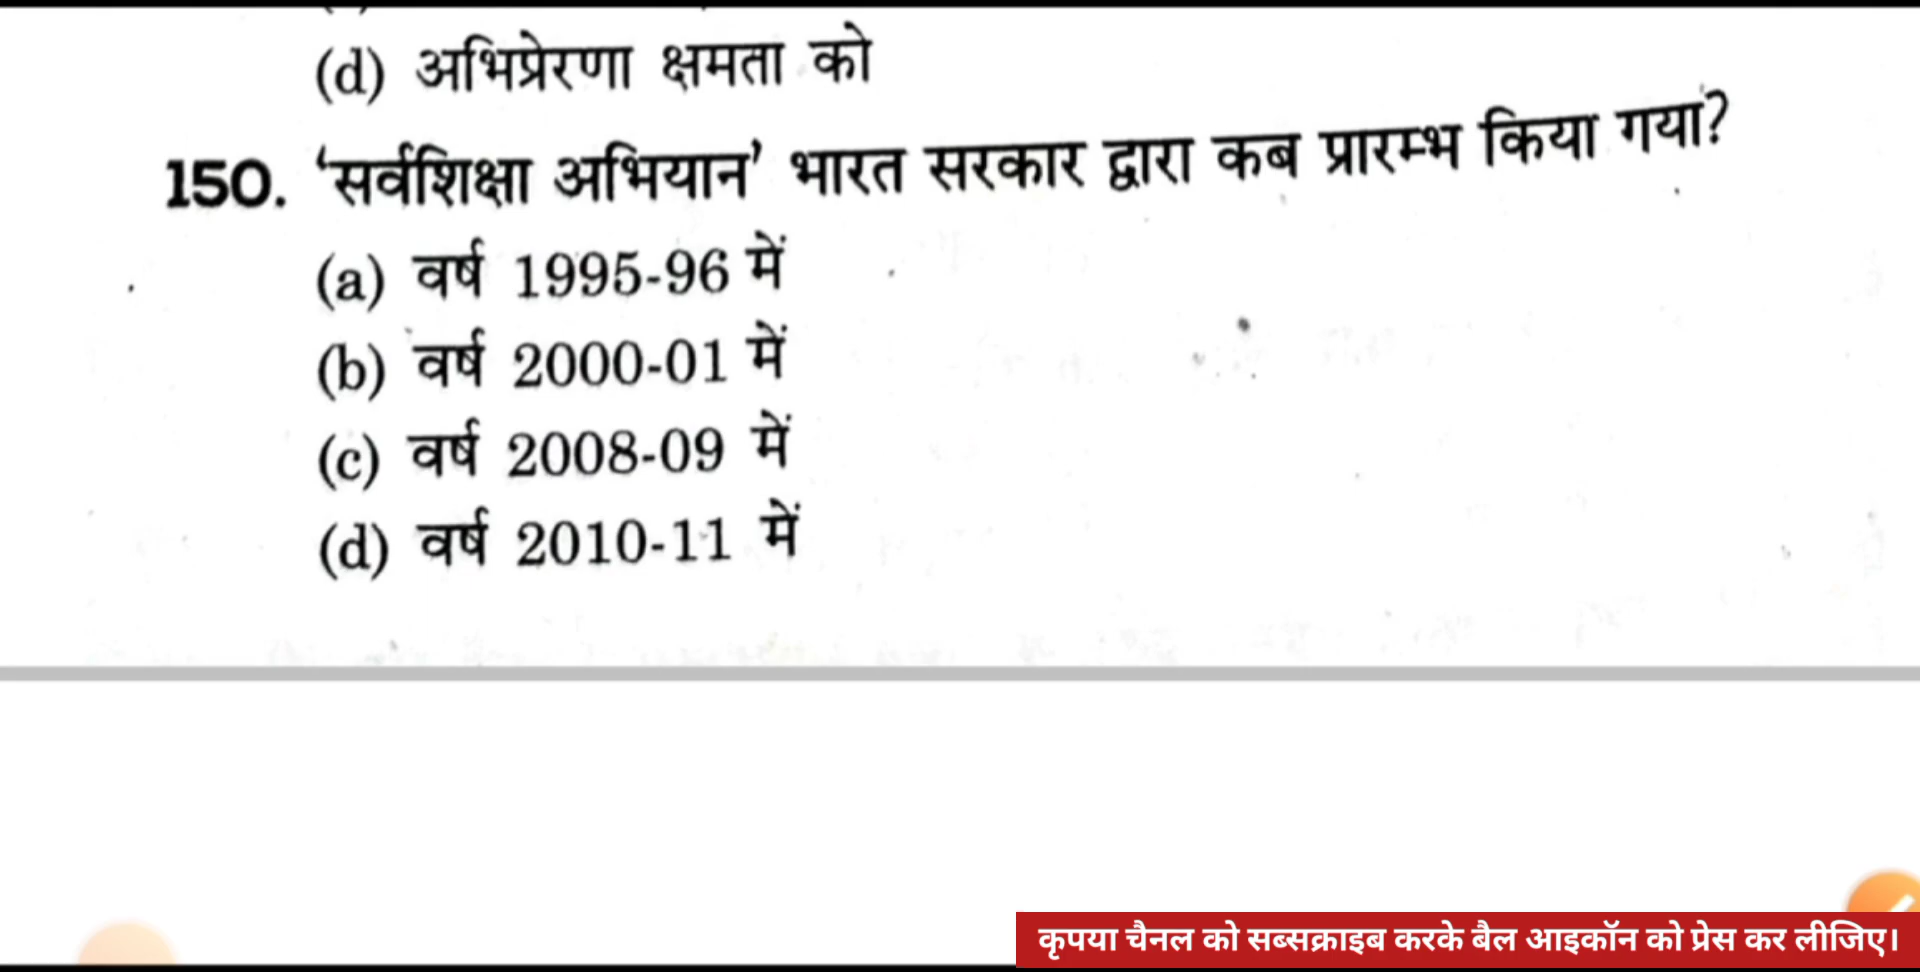 (d) अभिप्रेरणा क्षमता को
150. 'सर्वशिक्षा अभियान' भारत सरकार द्वारा कब प्रारम्भ किया गया?
(a) वर्ष 1995-96 में
(b) वर्ष 2000-01 में
(c) वर्ष 2008-09 में
(d) वर्ष 2010-11 में
कृपया चैनल को सब्सक्राइब करके बैल आइकॉन को प्रेस कर लीजिए।